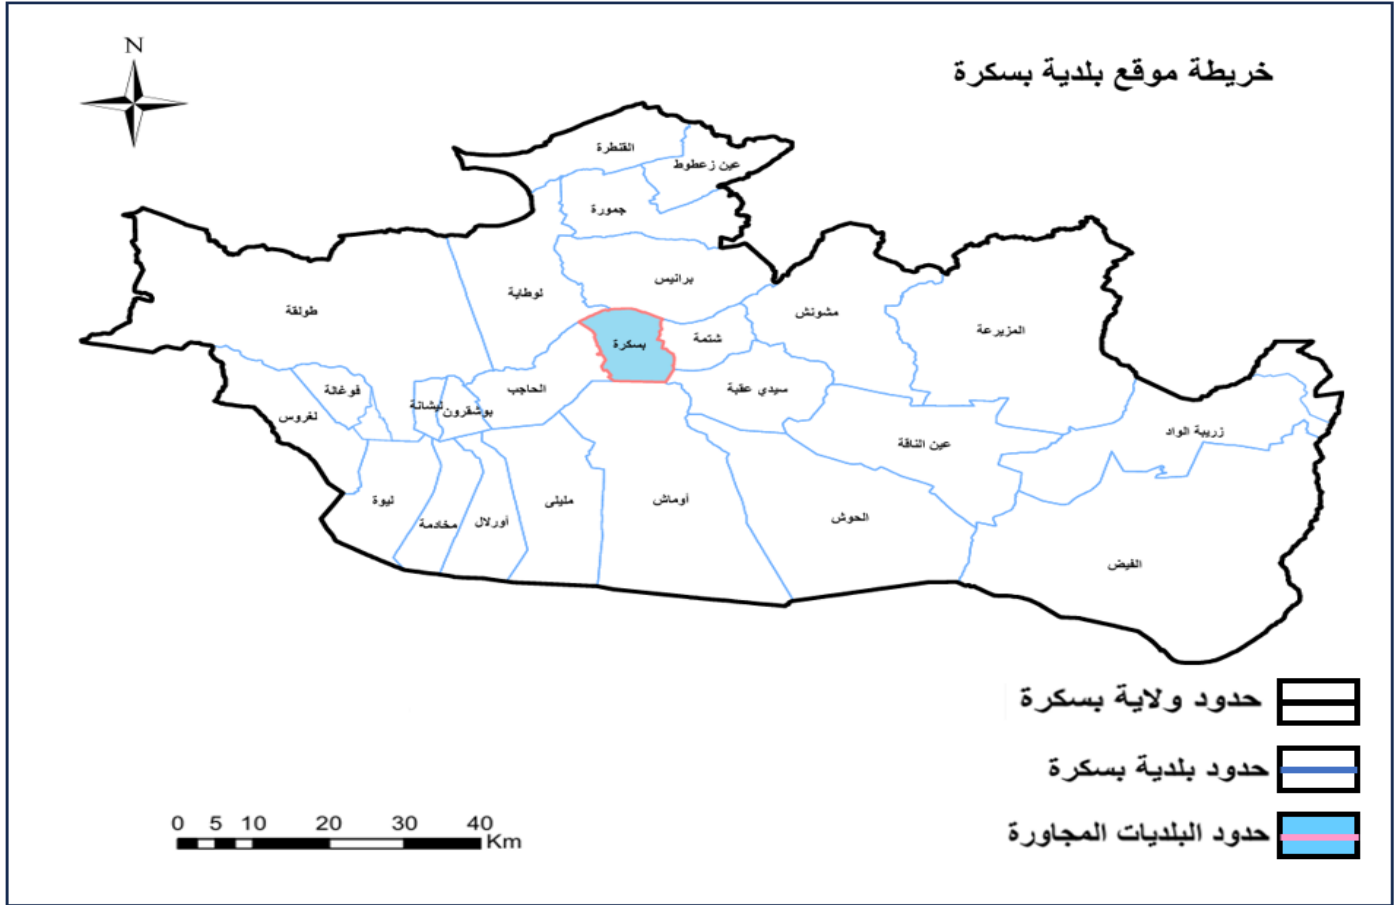 خريطة موقع بلدية بسكرة
N
القنطرة
عين زعطوط
جمورة
برانيس
لوطاية
طولقة
مشونش
المزيرعة
شتمة
بسكرة
سيدي عقبة
الحاجب
فوغالة
ليشانة
بوشقرون
لغروس
زريبة الواد
عين الناقة
ليوة
مخادمة
أورلال
مليلى
أوماش
الحوش
الفيض
حدود ولاية بسكرة
حدود بلدية بسكرة
حدود البلديات المجاورة
0 5 10 20 30 40
Km